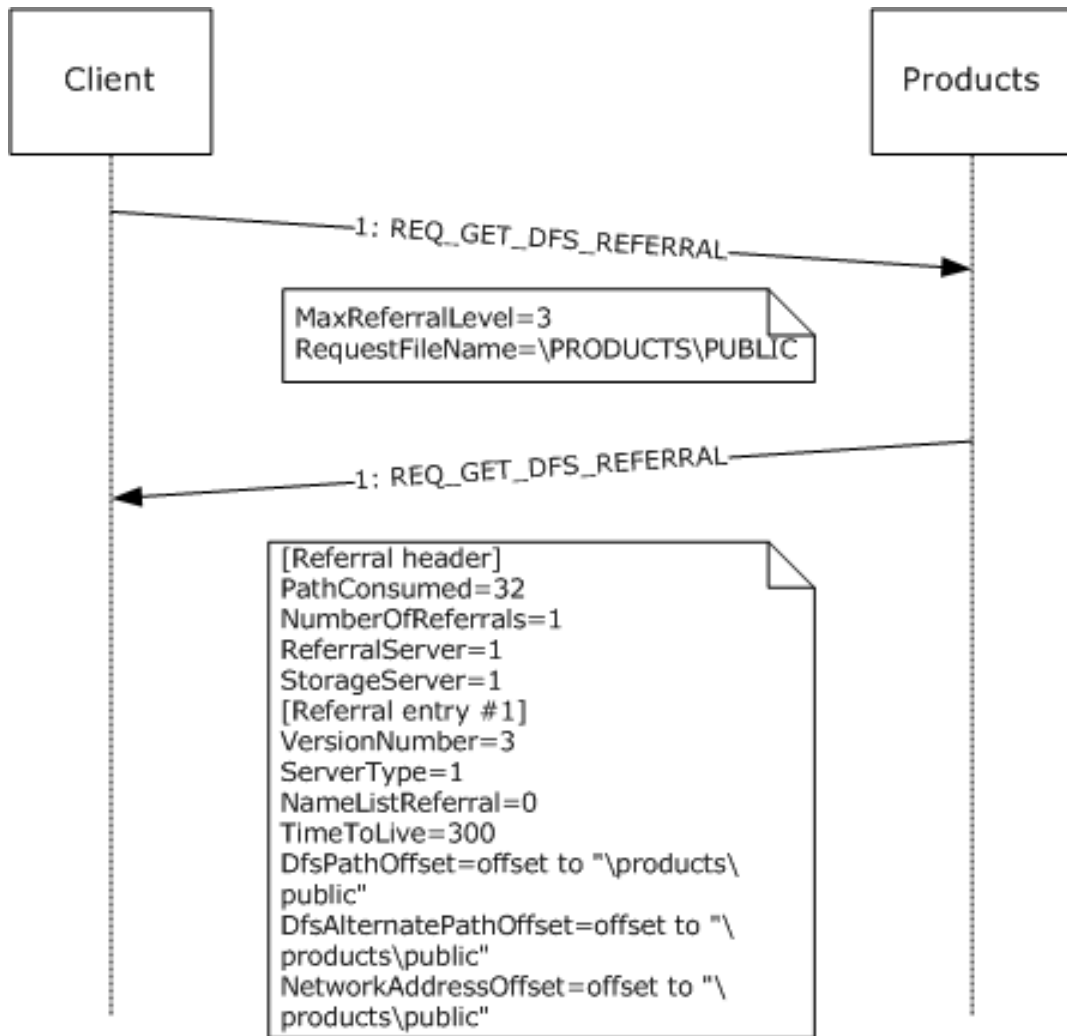 Client
Products
1: REQ_GET_DFS_REFERRAL
MaxReferralLevel=3
RequestFileName=\PRODUCTS\PUBLIC
1: REQ_GET_DFS_REFERRAL
[Referral header]
PathConsumed=32
NumberOfReferrals=1
ReferralServer=1
StorageServer=1
[Referral entry #1]
VersionNumber=3
ServerType=1
NameListReferral=0
TimeToLive=300
DfsPathOffset=offset to "\products\
public"
DfsAlternatePathOffset=offset to "\
products\public"
NetworkAddressOffset=offset to "\
products\public"